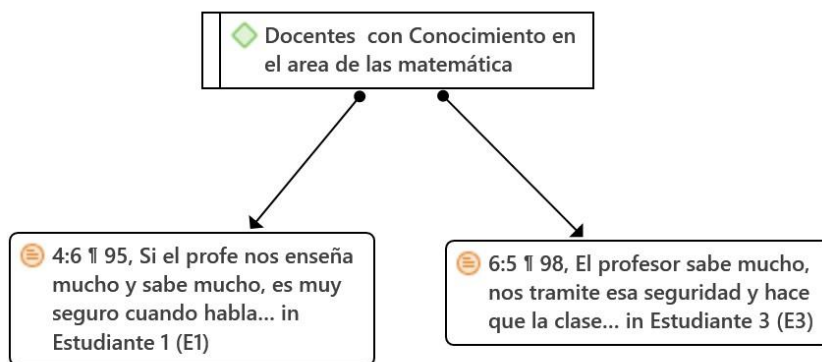 Docentes  con Conocimiento en
el area de las matemática
4:6 ¶ 95, Si el profe nos enseña
mucho y sabe mucho, es muy
seguro cuando habla... in
Estudiante 1 (E1)
6:5 ¶ 98, El profesor sabe mucho,
nos tramite esa seguridad y hace
que la clase... in Estudiante 3 (E3)